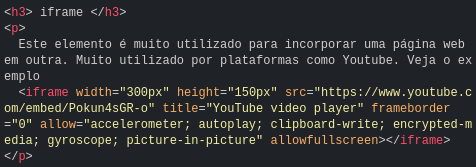 <h3> iframe </h3>
<p>
  Este elemento é muito utilizado para incorporar uma página web
em outra. Muito utilizado por plataformas como Youtube. Veja o ex
emplo
  <iframe width="300px" height="150px" src="https://www.youtube.c
om/embed/Pokun4sGR-o" title="YouTube video player" frameborder
="0" allow="accelerometer; autoplay; clipboard-write; encrypted-m
edia; gyroscope; picture-in-picture" allowfullscreen></iframe>
</p>